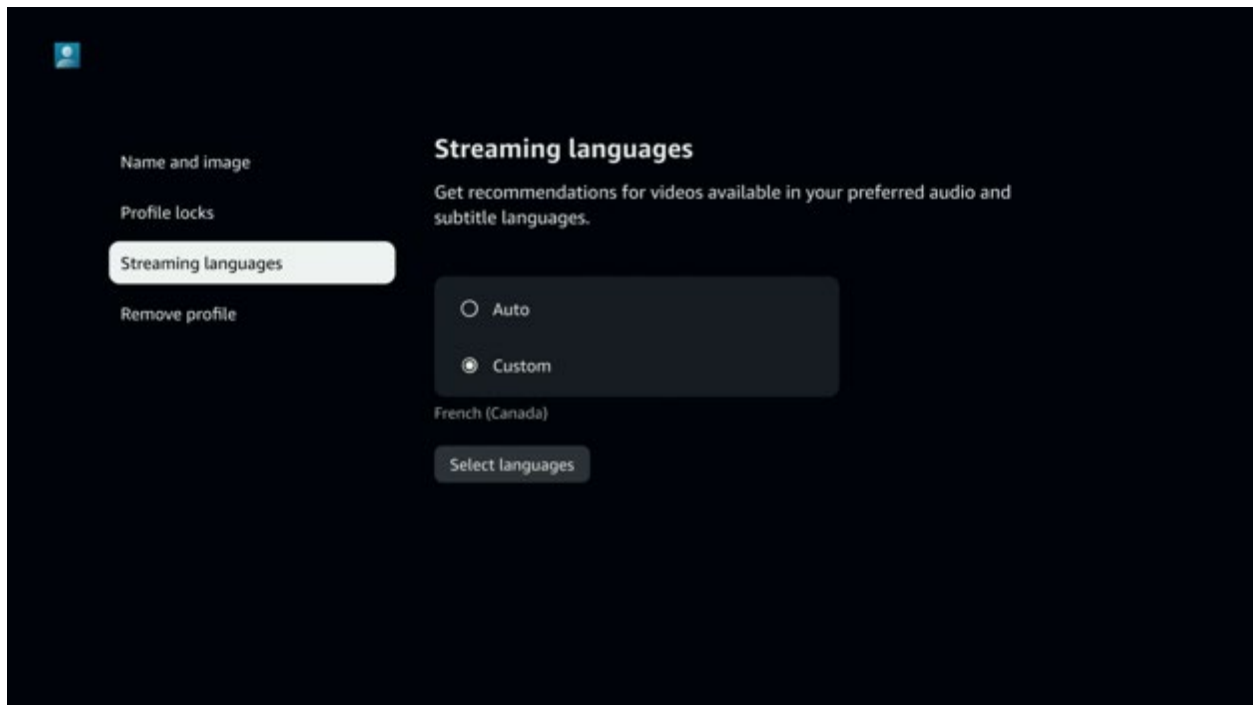 Name and image
Profile locks
Streaming languages
Remove profile
Streaming languages
Get recommendations for videos available in your preferred audio and
subtitle languages.
Auto
Custom
French (Canada)
Select languages